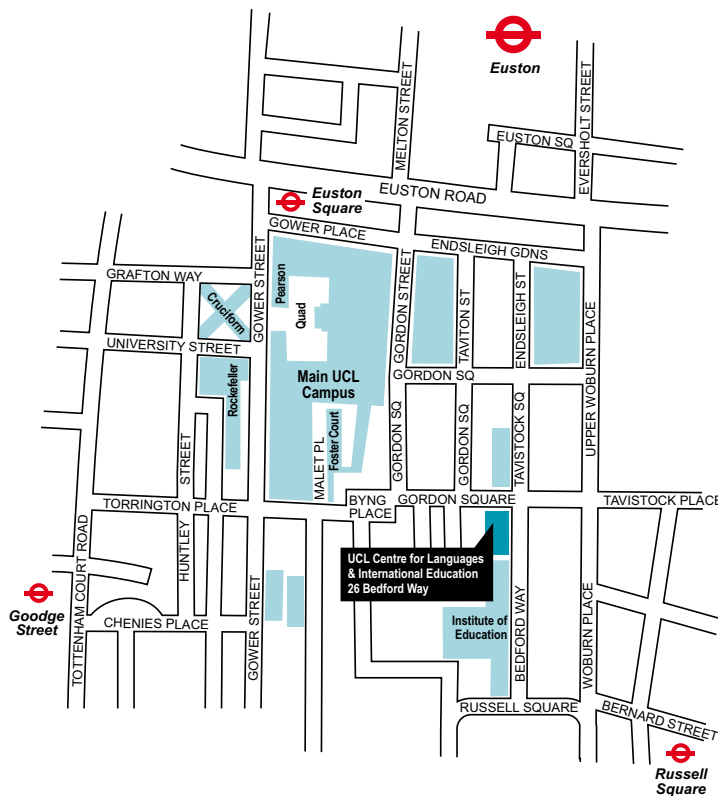 Euston
MELTON STREET
EUSTON SQ
EVERSHOLT STREET
EUSTON ROAD
Euston
Square
GOWER PLACE
ENDSLEIGH GDNS
GRAFTON WAY
GOWER STREET
Pearson
Quad
Cruciform
GORDON STREET
TAVITON ST
ENDSLEIGH ST
UPPER WOBURN PLACE
UNIVERSITY STREET
Rockefeller
Main UCL
Campus
GORDON SQ
Foster Court
MALET PL
GORDON SQ
GORDON SQ
TAVISTOCK SQ
HUNTLEY STREET
TORRINGTON PLACE
BYNG
PLACE
GORDON SQUARE
TAVISTOCK PLACE
UCL Centre for Languages
& International Education
26 Bedford Way
TOTTENHAM COURT ROAD
Goodge
Street
CHENIES PLACE
GOWER STREET
Institute of
Education
BEDFORD WAY
WOBURN PLACE
RUSSELL SQUARE
BERNARD STREET
Russell
Square